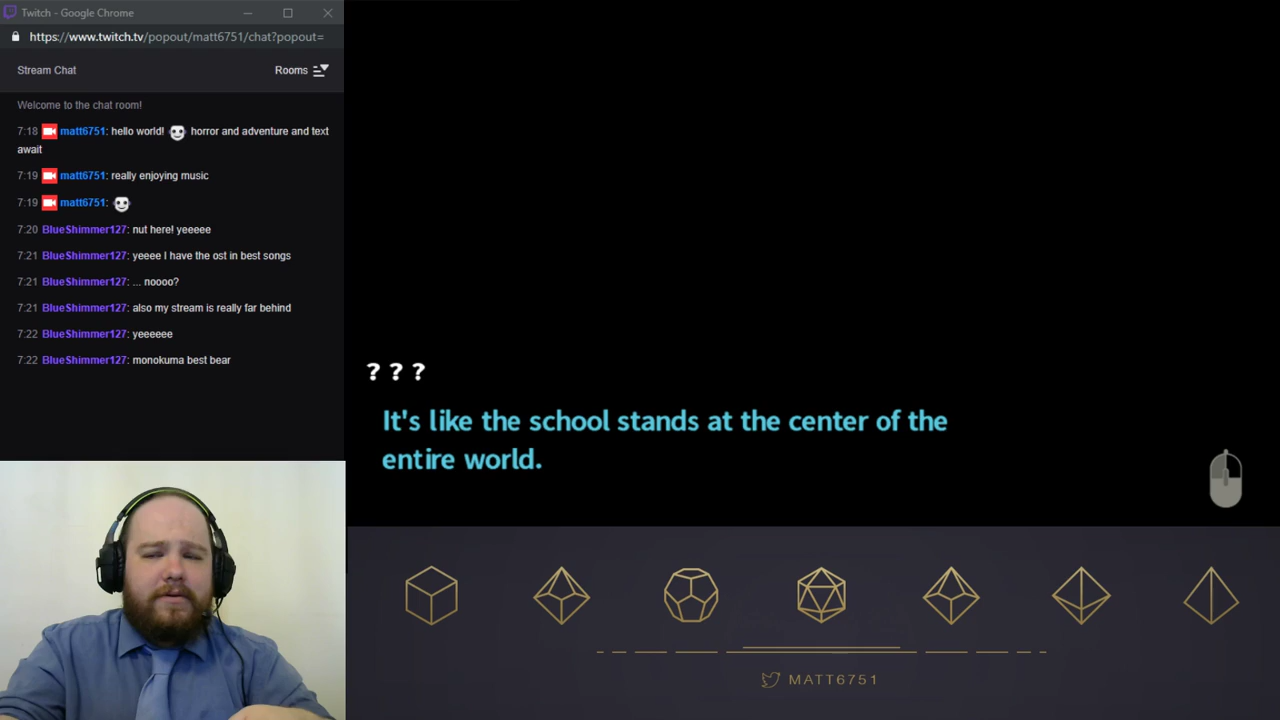 Twitch - Google Chrome
https://www.twitch.tv/popout/matt6751/chat?popout=
Stream Chat
Rooms
Welcome to the chat room!
7:18 matt6751: hello world! horror and adventure and text
await
7:19 matt6751: really enjoying music
7:19 matt6751:
7:20 BlueShimmer127: nut here! yeeeee
7:21 BlueShimmer127: yeeee I have the ost in best songs
7:21 BlueShimmer127: ... noooo?
7:21 BlueShimmer127: also my stream is really far behind
7:22 BlueShimmer127: yeeeeee
7:22 BlueShimmer127: monokuma best bear
? ? ?
It's like the school stands at the center of the
entire world.
MATT6751